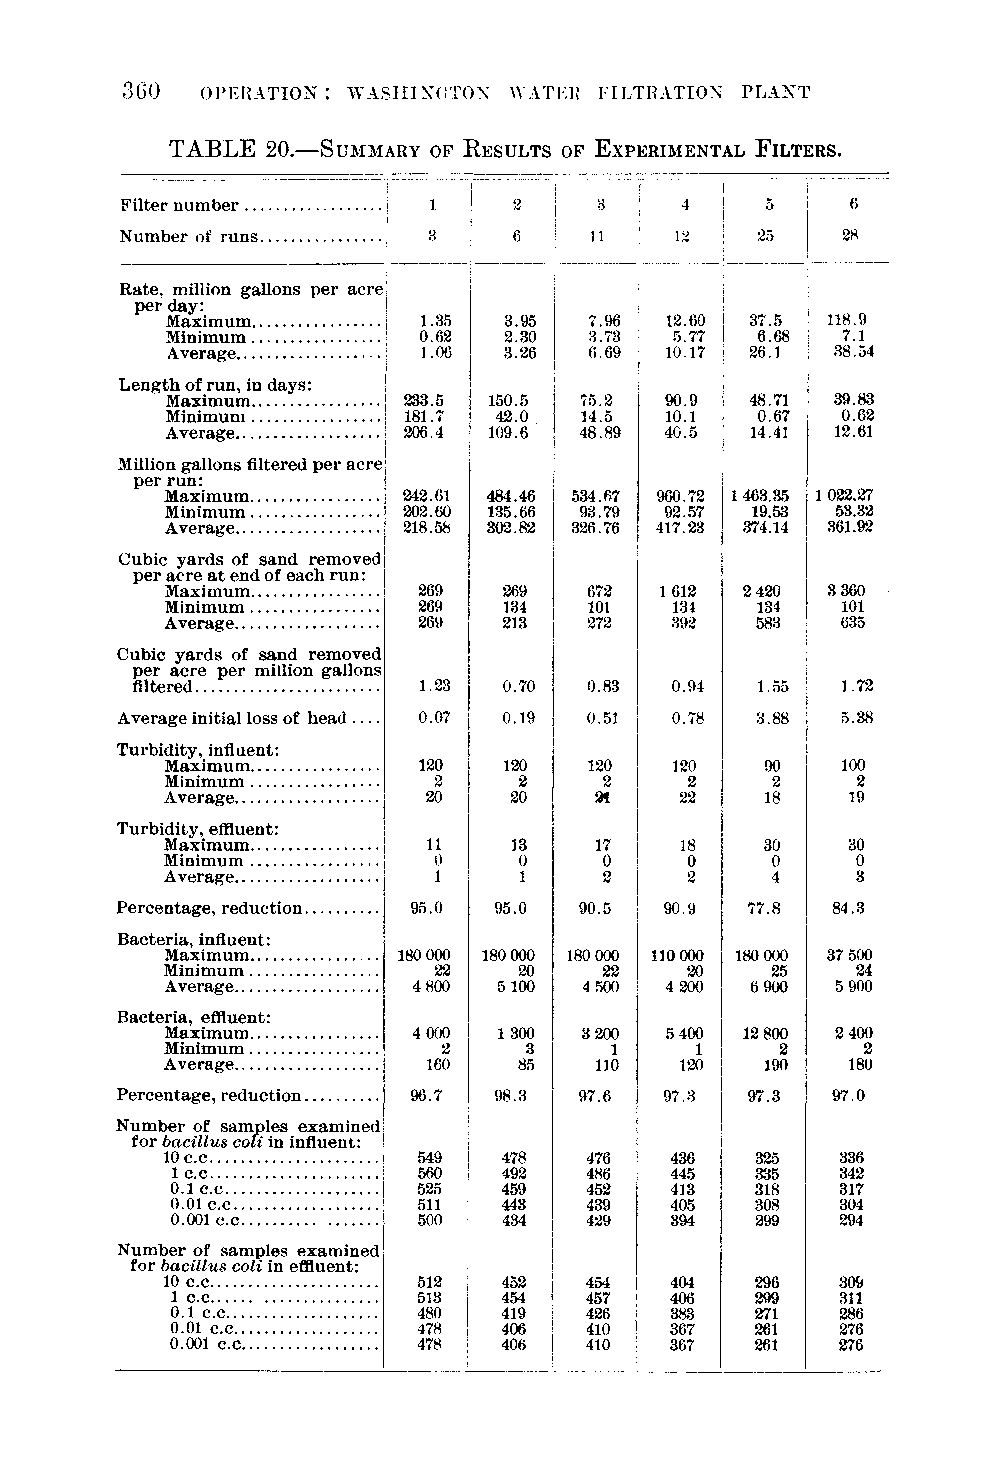 360 OPERATION: WASHINGTON WATER FILTRATION PLANT
TABLE 20.—SUMMARY OF RESULTS OF EXPERIMENTAL FILTERS.
Filter number .................. 1 2 3 4 5 6
Number of runs................ 3 6 11 12 25 28
Rate, million gallons per acre
per day:
Maximum................. 1.35 3.95 7.96 12.60 37.5 118.9
Minimum ................. 0.62 2.30 3.73 5.77 6.68 7.1
Average................... 1.06 3.26 6.69 10.17 26.1 38.54
Length of run, in days:
Maximum................. 233.5 150.5 75.2 90.9 48.71 39.83
Minimum ................. 181.7 42.0 14.5 10.1 0.67 0.62
Average................... 206.4 109.6 48.89 40.5 14.41 12.61
Million gallons filtered per acre
per run:
Maximum................. 242.61 484.46 534.67 960.72 1 463.35 1 022.27
Minimum ................. 202.60 135.66 93.79 92.57 19.53 53.32
Average................... 218.58 302.82 326.76 417.23 374.14 361.92
Cubic yards of sand removed
per acre at end of each run:
Maximum................. 269 269 672 1 612 2 420 3 360
Minimum ................. 269 134 101 134 134 101
Average................... 269 213 272 392 583 635
Cubic yards of sand removed
per acre per million gallons
filtered........................ 1.23 0.70 0.83 0.94 1.55 1.72
Average initial loss of head .... 0.07 0.19 0.51 0.78 3.88 5.38
Turbidity, influent:
Maximum................. 120 120 120 120 90 100
Minimum ................. 2 2 2 2 2 2
Average................... 20 20 21 22 18 19
Turbidity, effluent:
Maximum................. 11 13 17 18 30 30
Minimum ................. 0 0 0 0 0 0
Average................... 1 1 2 2 4 3
Percentage, reduction.......... 95.0 95.0 90.5 90.9 77.8 84.3
Bacteria, influent:
Maximum................. 180 000 180 000 180 000 110 000 180 000 37 500
Minimum ................. 22 20 22 20 25 24
Average................... 4 800 5 100 4 500 4 200 6 900 5 900
Bacteria, effluent:
Maximum................. 4 000 1 300 3 200 5 400 12 800 2 400
Minimum ................. 2 3 1 1 2 2
Average................... 160 85 110 120 190 180
Percentage, reduction.......... 96.7 98.3 97.6 97.3 97.3 97.0
Number of samples examined
for bacillus coli in influent:
10 c.c...................... 549 478 476 436 325 336
1 c.c...................... 560 492 486 445 335 342
0.1 c.c.................... 525 459 452 413 318 317
0.01 c.c................... 511 443 439 405 308 304
0.001 c.c.......... ....... 500 434 429 394 299 294
Number of samples examined
for bacillus coli in effluent:
10 c.c...................... 512 452 454 404 296 309
1 c.c...... ............... 513 454 457 406 299 311
0.1 c.c.................... 480 419 426 383 271 286
0.01 c.c................... 478 406 410 367 261 276
0.001 c.c.................. 478 406 410 367 261 276